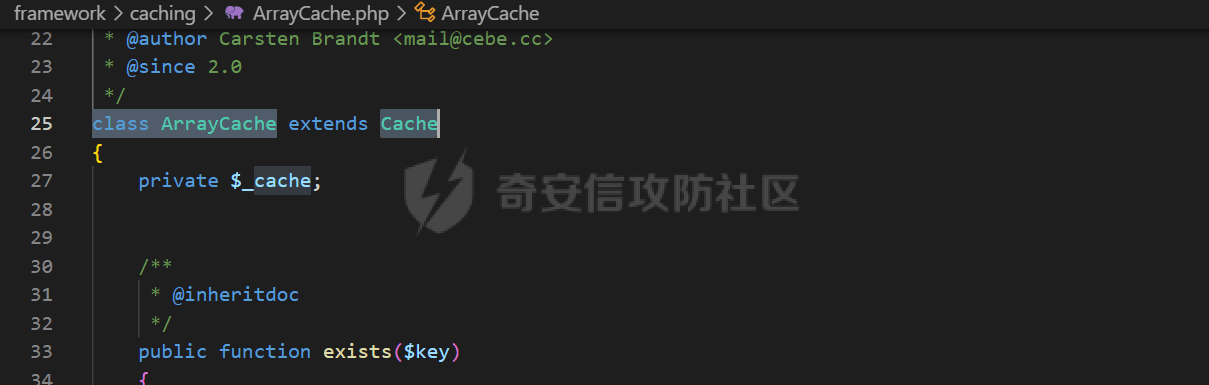 framework > caching > ArrayCache.php > ArrayCache
22 * @author Carsten Brandt <mail@cebe.cc>
23 * @since 2.0
24 */
25 class ArrayCache extends Cache
26 {
27 private $_cache;
奇安信攻防社区
28
29
30 /**
31 * @inheritdoc
32 */
33 public function exists($key)
34 {